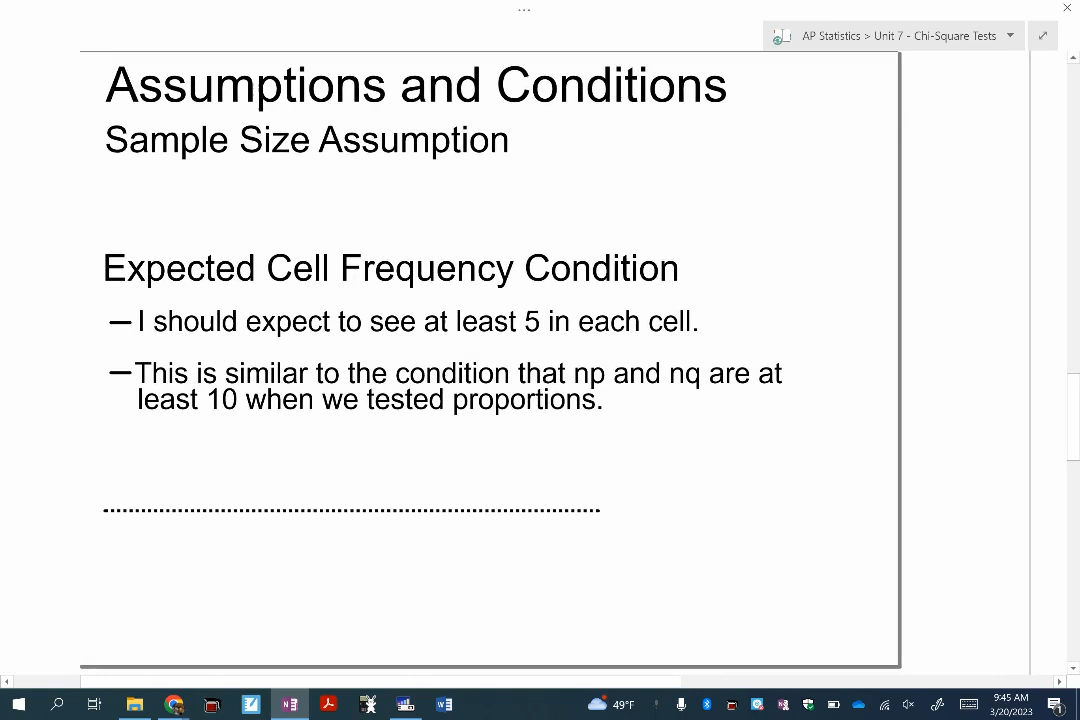 ...
AP Statistics > Unit 7 - Chi-Square Tests
Assumptions and Conditions
Sample Size Assumption
Expected Cell Frequency Condition
— I should expect to see at least 5 in each cell.
— This is similar to the condition that np and nq are at
least 10 when we tested proportions.
49°F
9:45 AM
3/20/2023